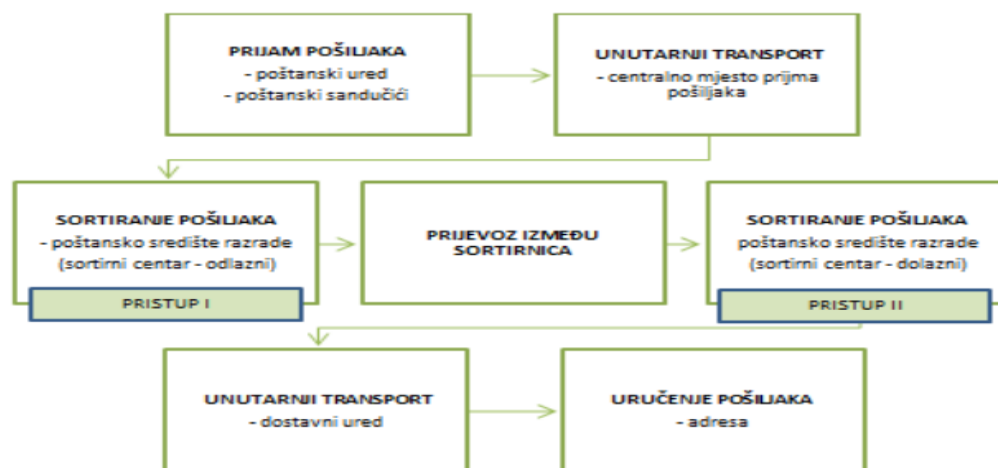 PRIJAM POŠILJAKA
- poštanski ured
- poštanski sandučići
UNUTARNJI TRANSPORT
- centralno mjesto prijma
pošiljaka
SORTIRANJE POŠILJAKA
- poštansko središte razrade
(sortirni centar - odlazni)
PRISTUP I
PRIJEVOZ IZMEĐU
SORTIRNICA
SORTIRANJE POŠILJAKA
poštansko središte razrade
(sortirni centar - dolazni)
PRISTUP II
UNUTARNJI TRANSPORT
- dostavni ured
URUČENJE POŠILJAKA
- adresa